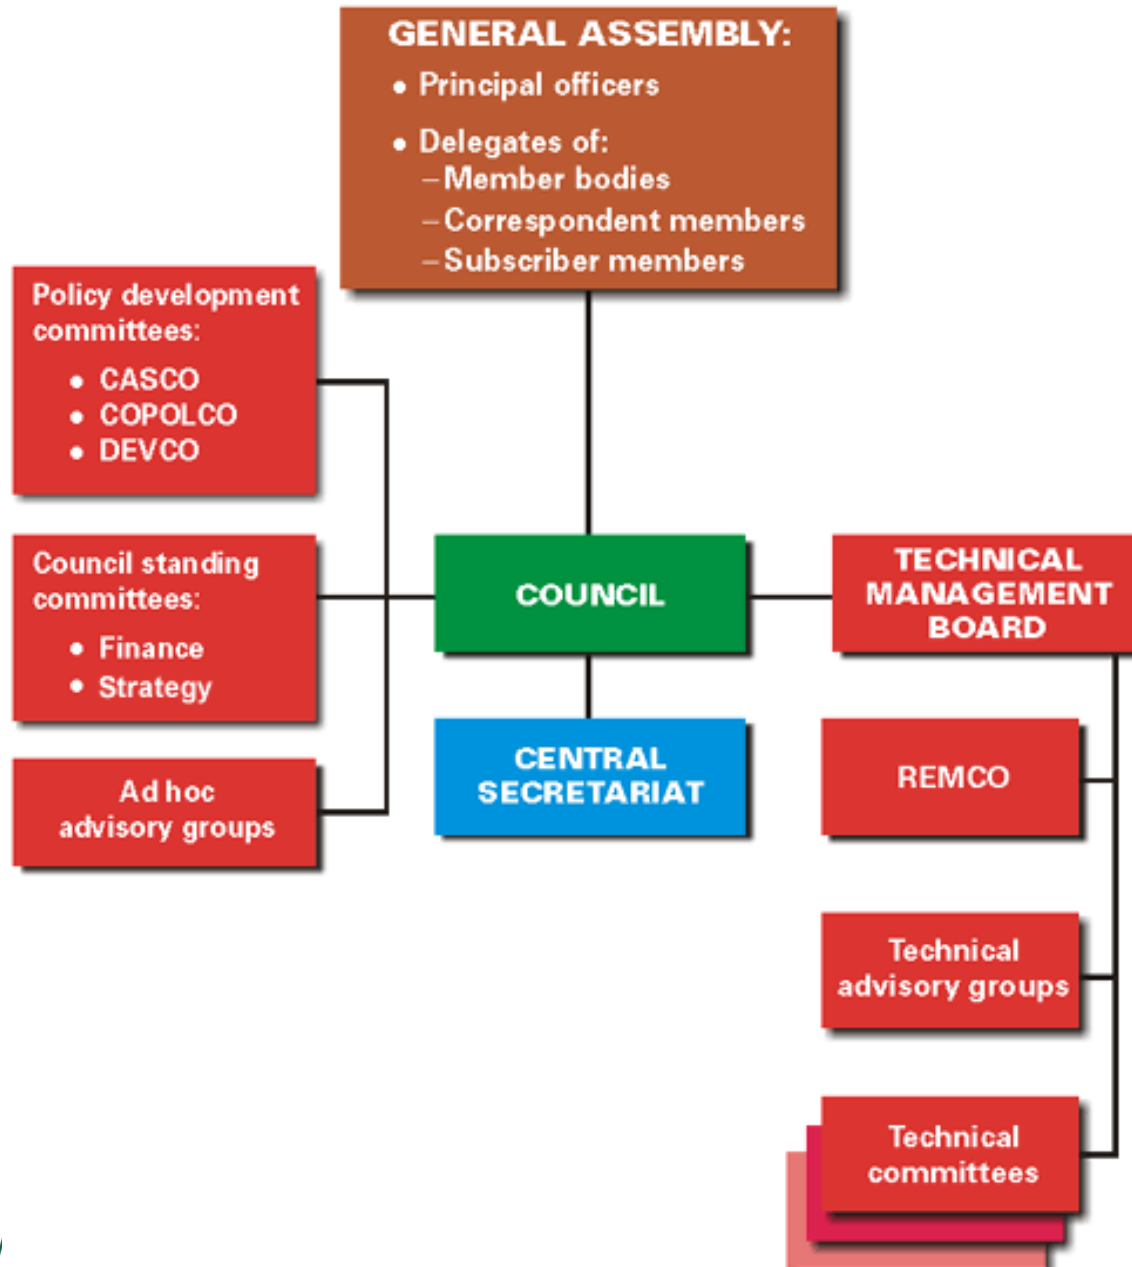 GENERAL ASSEMBLY:
• Principal officers
• Delegates of:
–Member bodies
–Correspondent members
–Subscriber members
Policy development
committees:
• CASCO
• COPOLCO
• DEVCO
Council standing
committees:
• Finance
• Strategy
Ad hoc
advisory groups
COUNCIL
CENTRAL
SECRETARIAT
TECHNICAL
MANAGEMENT
BOARD
REMCO
Technical
advisory groups
Technical
committees